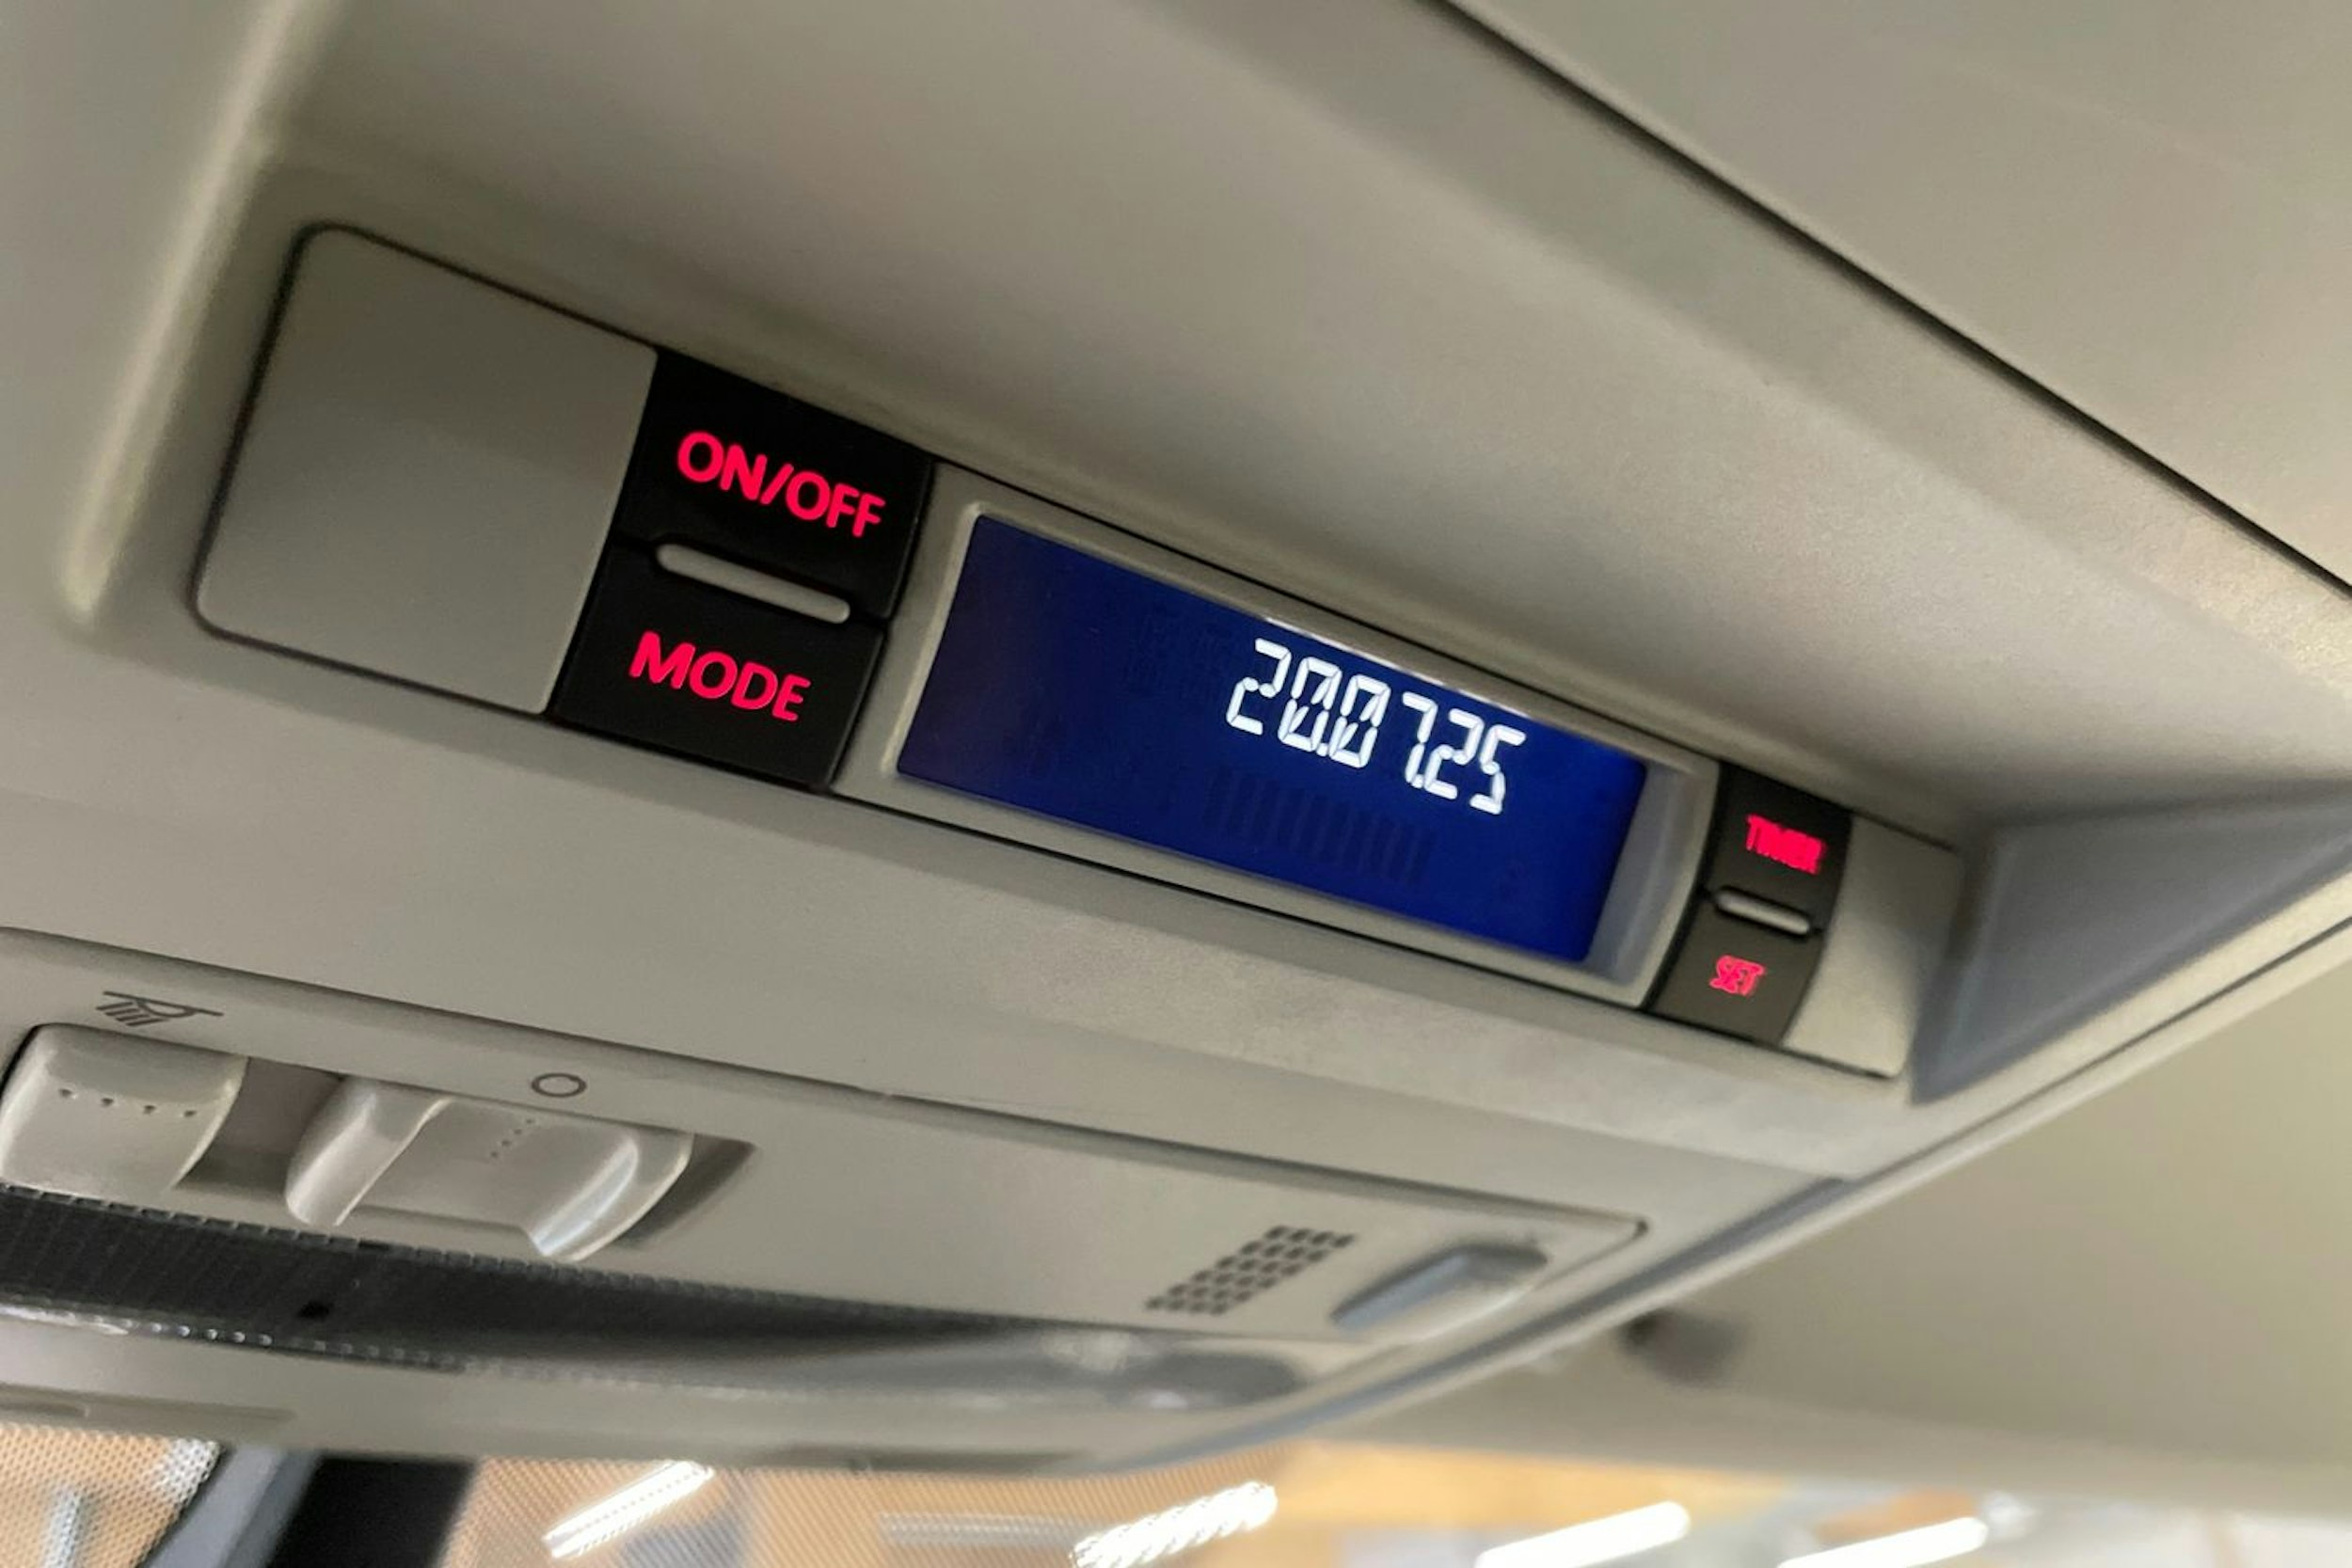 ON/OFF
MODE
20.07.25
TIMER
SET